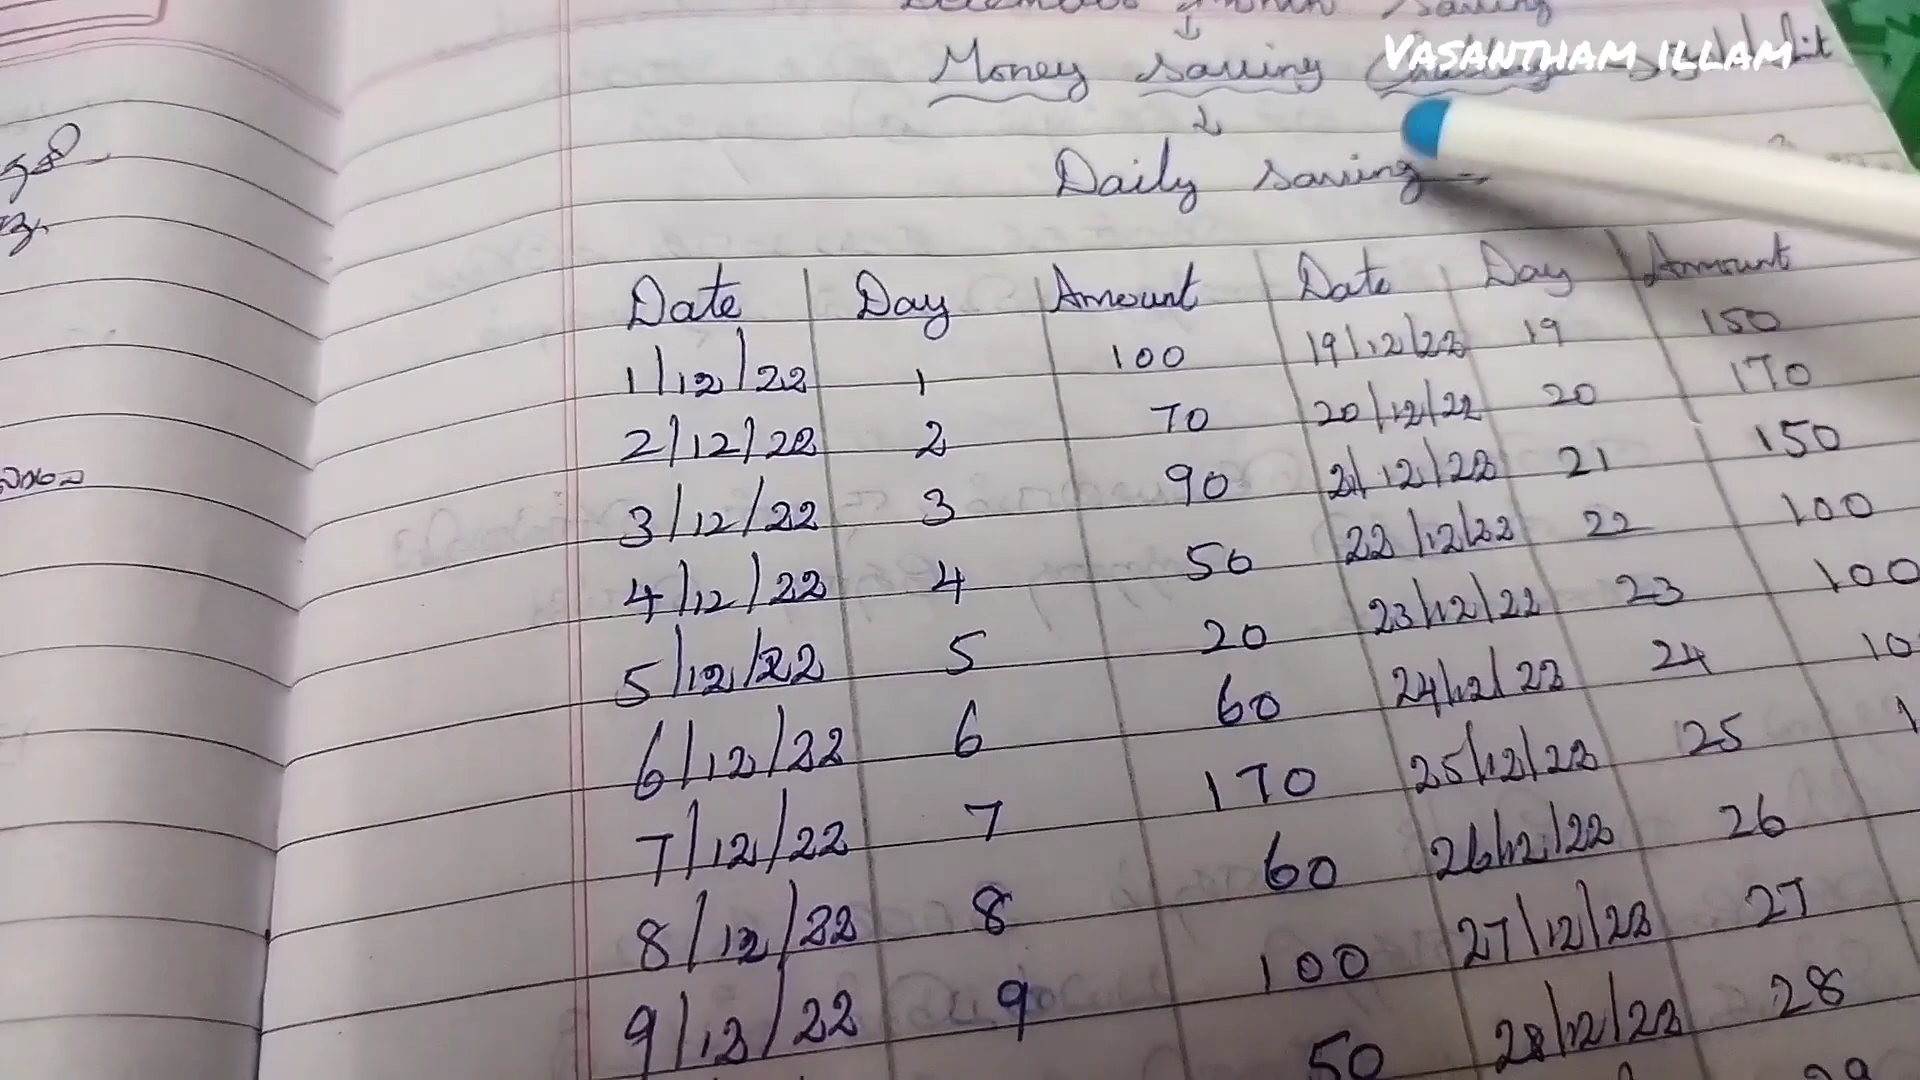 December month saving
VASANTHAM ILLAM
Money saving
Daily saving
Date Day Amount Date Day Amount
1/12/22 1 100 19/12/22 19 150
2/12/22 2 70 20/12/22 20 170
3/12/22 3 90 21/12/22 21 150
4/12/22 4 50 22/12/22 22 100
5/12/22 5 20 23/12/22 23 100
6/12/22 6 60 24/12/22 24 10
7/12/22 7 170 25/12/22 25 1
8/12/22 8 60 26/12/22 26
9/12/22 9 100 27/12/22 27
50 28/12/22 28